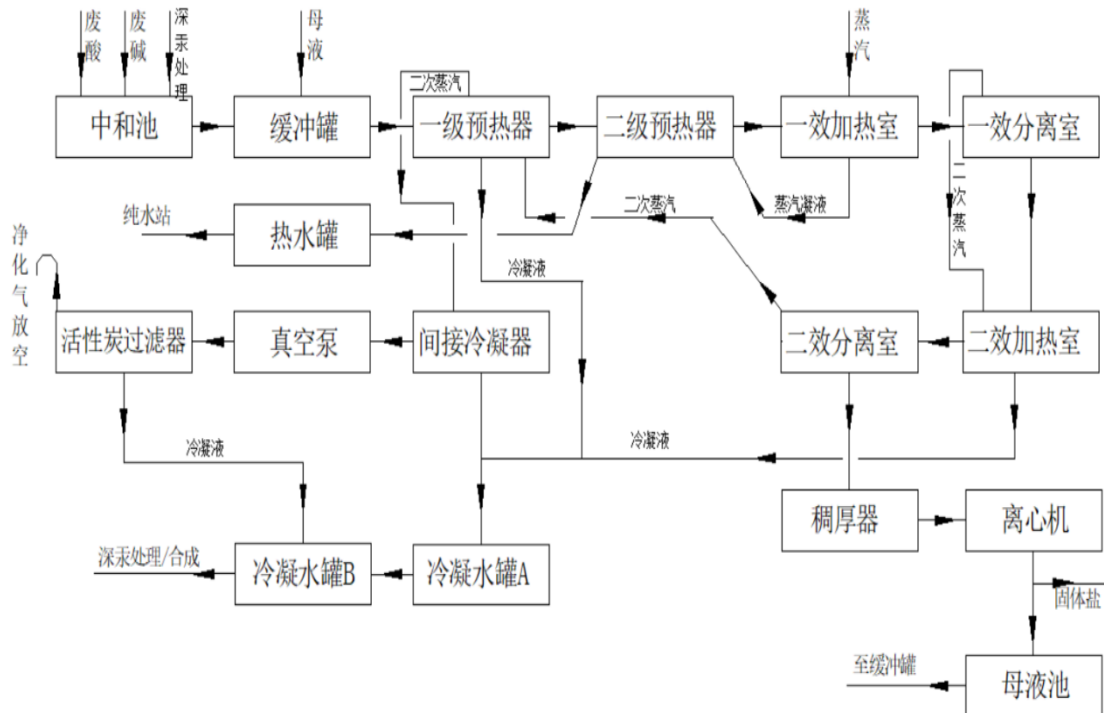 废酸
废碱
深汞处理
母液
蒸汽
中和池
缓冲罐
二次蒸汽
一级预热器
二级预热器
一效加热室
一效分离室
纯水站
热水罐
二次蒸汽
蒸汽凝液
二次蒸汽
净化气放空
冷凝液
活性炭过滤器
真空泵
间接冷凝器
二效分离室
二效加热室
冷凝液
冷凝液
稠厚器
离心机
深汞处理/合成
冷凝水罐B
冷凝水罐A
固体盐
至缓冲罐
母液池